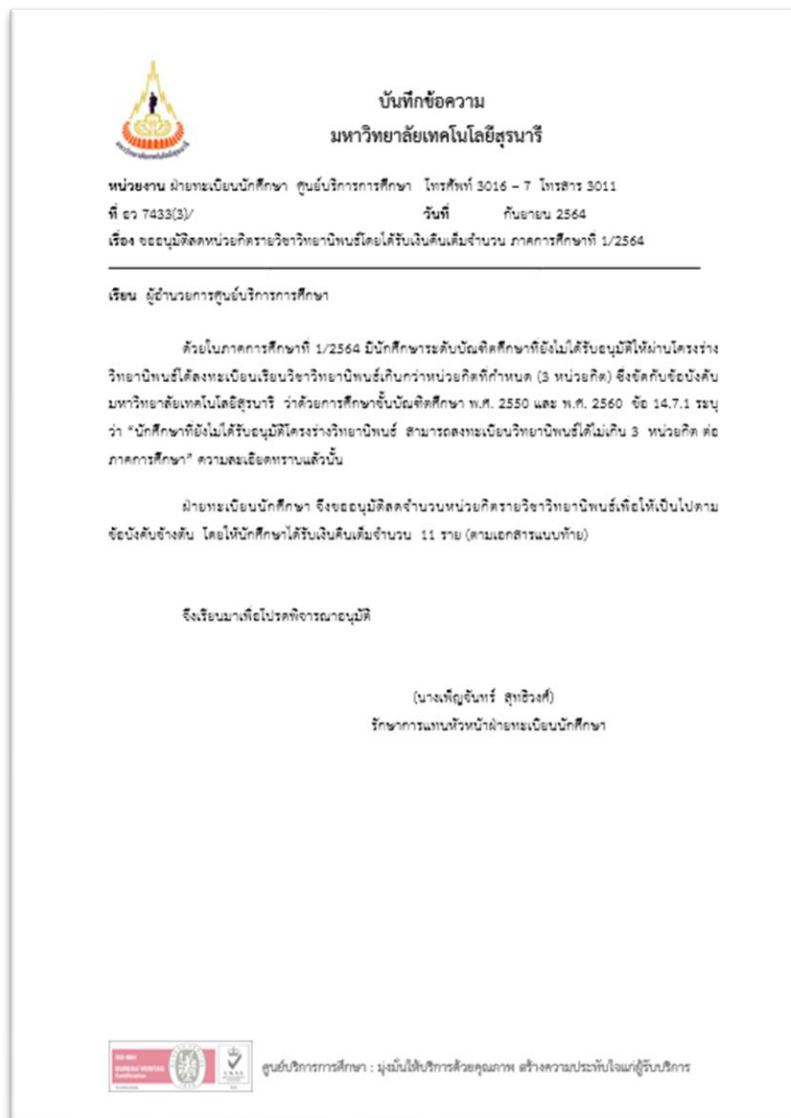 มหาวิทยาลัยเทคโนโลยีสุรนารี
บันทึกข้อความ
มหาวิทยาลัยเทคโนโลยีสุรนารี
หน่วยงาน ฝ่ายทะเบียนนักศึกษา ศูนย์บริการการศึกษา โทรศัพท์ 3016 – 7 โทรสาร 3011
ที่ อว 7433(3)/ วันที่ กันยายน 2564
เรื่อง ขออนุมัติลดหน่วยกิตรายวิชาวิทยานิพนธ์โดยได้รับเงินคืนเต็มจำนวน ภาคการศึกษาที่ 1/2564
เรียน ผู้อำนวยการศูนย์บริการการศึกษา
ด้วยในภาคการศึกษาที่ 1/2564 มีนักศึกษาระดับบัณฑิตศึกษาที่ยังไม่ได้รับอนุมัติให้ผ่านโครงร่าง
วิทยานิพนธ์ได้ลงทะเบียนเรียนวิชาวิทยานิพนธ์เกินกว่าหน่วยกิตที่กำหนด (3 หน่วยกิต) ซึ่งขัดกับข้อบังคับ
มหาวิทยาลัยเทคโนโลยีสุรนารี ว่าด้วยการศึกษาขั้นบัณฑิตศึกษา พ.ศ. 2550 และ พ.ศ. 2560 ข้อ 14.7.1 ระบุ
ว่า “นักศึกษาที่ยังไม่ได้รับอนุมัติโครงร่างวิทยานิพนธ์ สามารถลงทะเบียนวิทยานิพนธ์ได้ไม่เกิน 3 หน่วยกิต ต่อ
ภาคการศึกษา” ความละเอียดทราบแล้วนั้น
ฝ่ายทะเบียนนักศึกษา จึงขออนุมัติลดจำนวนหน่วยกิตรายวิชาวิทยานิพนธ์เพื่อให้เป็นไปตาม
ข้อบังคับข้างต้น โดยให้นักศึกษาได้รับเงินคืนเต็มจำนวน 11 ราย (ตามเอกสารแนบท้าย)
จึงเรียนมาเพื่อโปรดพิจารณาอนุมัติ
(นางเพ็ญจันทร์ สุทธิวงศ์)
รักษาการแทนหัวหน้าฝ่ายทะเบียนนักศึกษา
ISO 9001
BUREAU VERITAS
Certification
ศูนย์บริการการศึกษา : มุ่งมั่นให้บริการด้วยคุณภาพ สร้างความประทับใจแก่ผู้รับบริการ